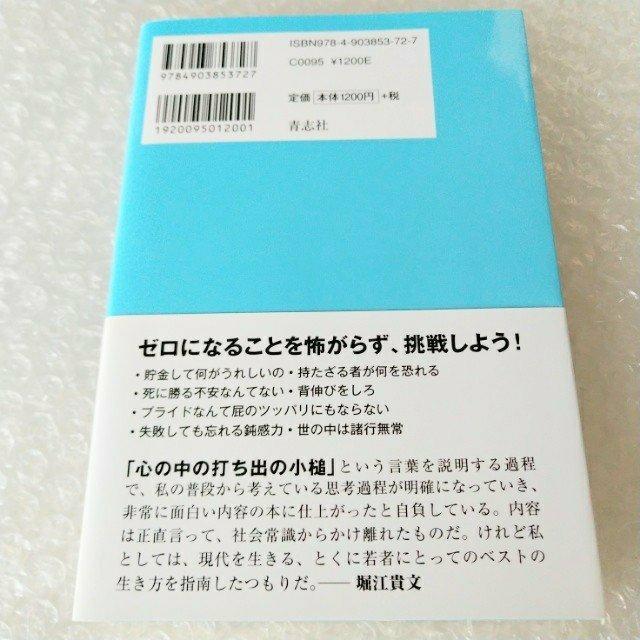 ISBN978-4-903853-72-7
C0095 ¥1200E
9784903853727
定価 本体1200円 +税
1920095012001
青志社
ゼロになることを怖がらず、挑戦しよう！
・貯金して何がうれしいの・持たざる者が何を恐れる
・死に勝る不安なんてない・背伸びをしろ
・プライドなんて屁のツッパリにもならない
・失敗しても忘れる鈍感力・世の中は諸行無常
「心の中の打ち出の小槌」という言葉を説明する過程
で、私の普段から考えている思考過程が明確になっていき、
非常に面白い内容の本に仕上がったと自負している。内容
は正直言って、社会常識からかけ離れたものだ。けれど私
としては、現代を生きる、とくに若者にとってのベストの
生き方を指南したつもりだ。── 堀江貴文